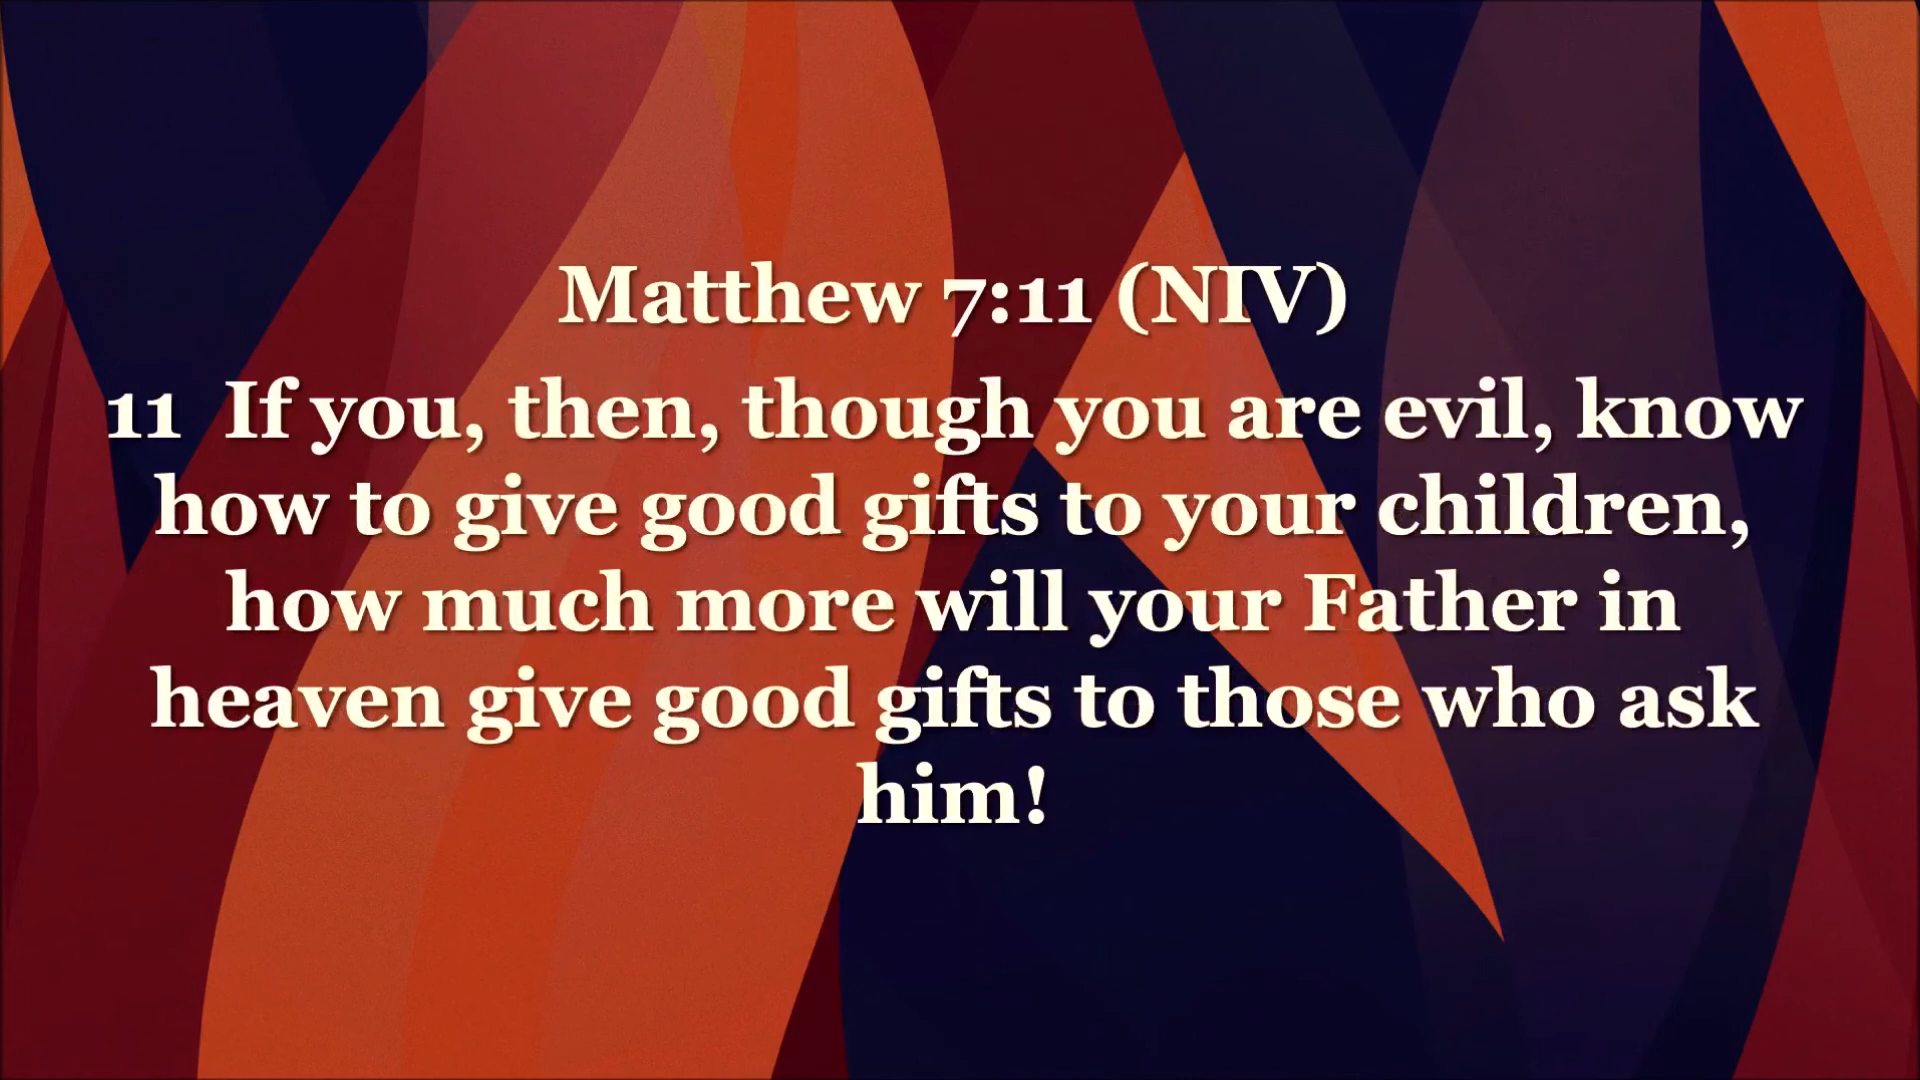 Matthew 7:11 (NIV)
11 If you, then, though you are evil, know
how to give good gifts to your children,
how much more will your Father in
heaven give good gifts to those who ask
him!